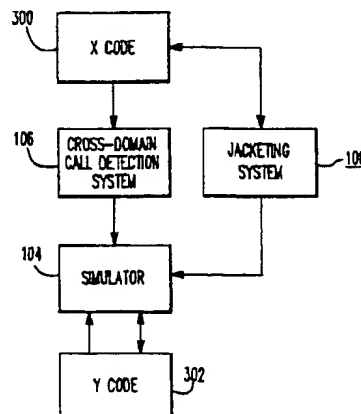 300
X CODE
106
CROSS-DOMAIN
CALL DETECTION
SYSTEM
JACKETING
SYSTEM
104
SIMULATOR
Y CODE
302